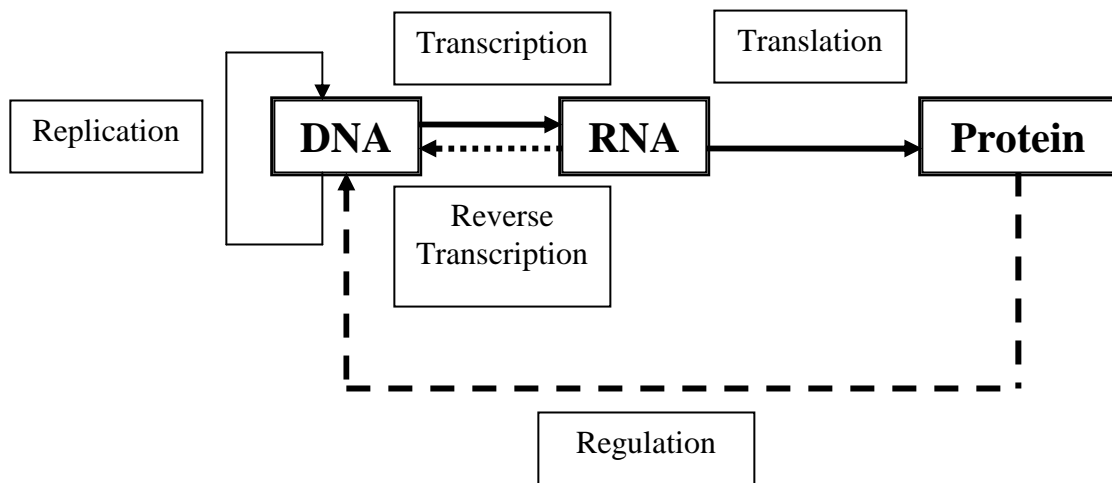 Transcription
Translation
Replication
DNA
RNA
Protein
Reverse
Transcription
Regulation